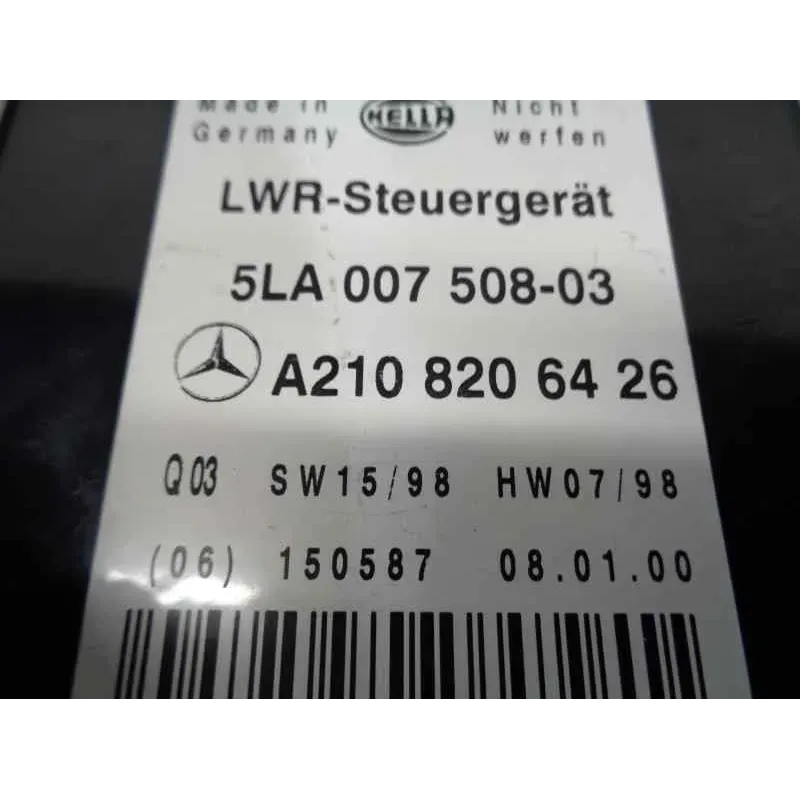 Made in HELLA Nicht
Germany werfen
LWR-Steuergerät
5LA 007 508-03
A210 820 64 26
Q03 SW15/98 HW07/98
(06) 150587 08.01.00